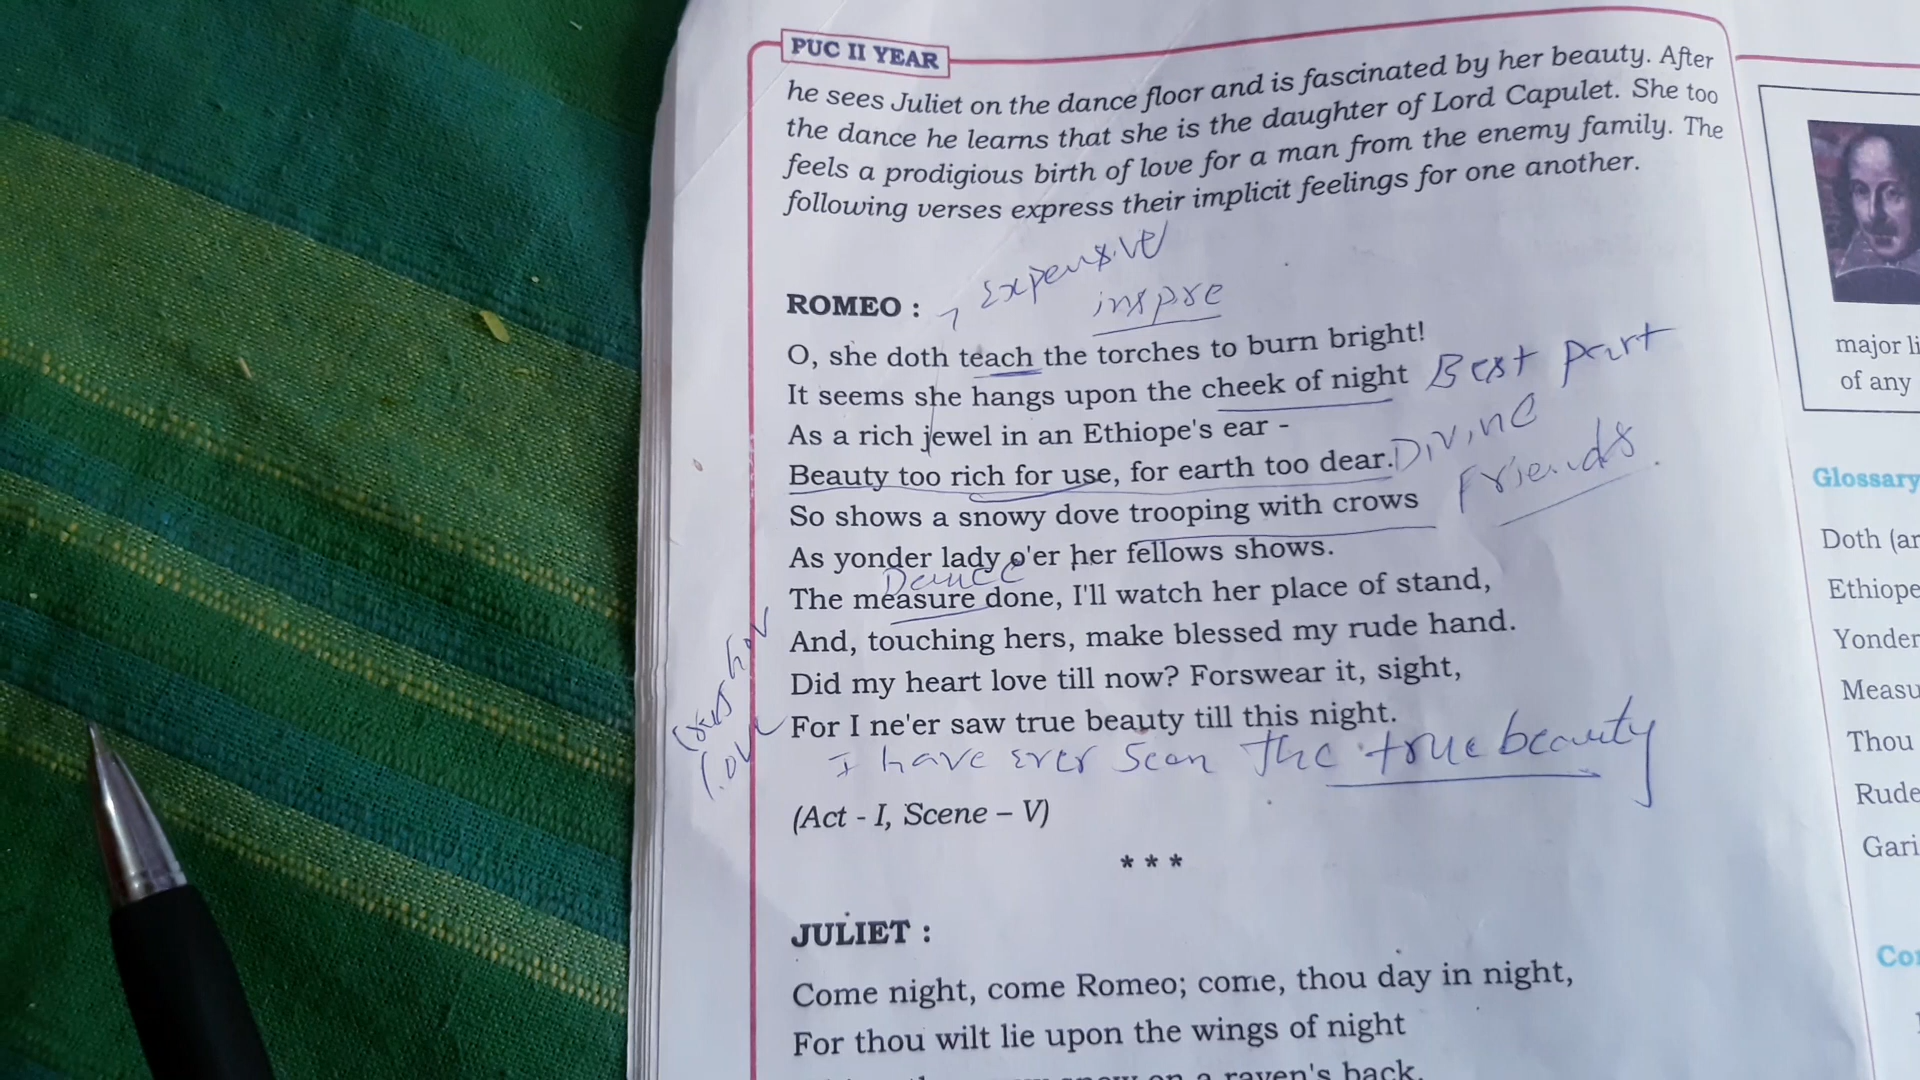 PUC II YEAR
he sees Juliet on the dance floor and is fascinated by her beauty. After
the dance he learns that she is the daughter of Lord Capulet. She too
feels a prodigious birth of love for a man from the enemy family. The
following verses express their implicit feelings for one another.
Expensive
ROMEO :
inspre
O, she doth teach the torches to burn bright!
It seems she hangs upon the cheek of night Best part
As a rich jewel in an Ethiope's ear -
Beauty too rich for use, for earth too dear. Divine
So shows a snowy dove trooping with crows Friends
As yonder lady o'er her fellows shows.
Dance
The measure done, I'll watch her place of stand,
And, touching hers, make blessed my rude hand.
Did my heart love till now? Forswear it, sight,
For I ne'er saw true beauty till this night.
I have ever seen the true beauty
(Act - I, Scene – V)
* * *
JULIET :
Come night, come Romeo; come, thou day in night,
For thou wilt lie upon the wings of night
on a raven's back.
major li
of any
Glossary
Doth (ar
Ethiope
Yonder
Measu
Thou
Rude
Gari
Co